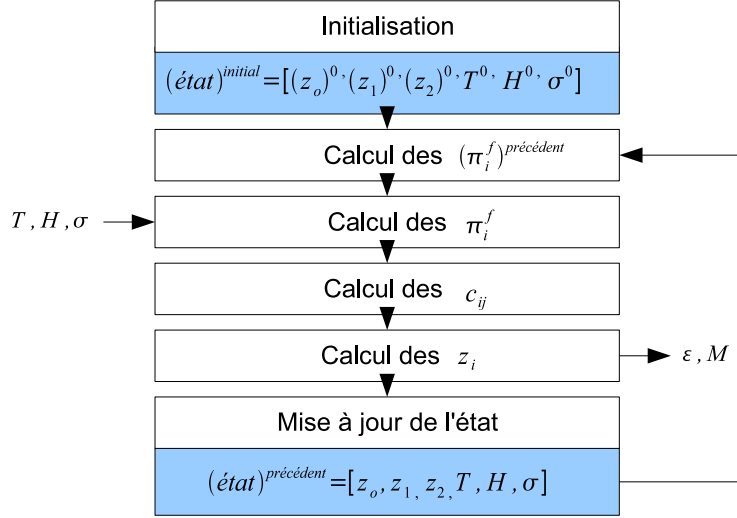 Initialisation
(état)^initial=[(z_o)^0,(z_1)^0,(z_2)^0,T^0,H^0,σ^0]
Calcul des (π_i^f)^précédent
T,H,σ
Calcul des π_i^f
Calcul des c_ij
Calcul des z_i
ε,M
Mise à jour de l'état
(état)^précédent=[z_o,z_1,z_2,T,H,σ]